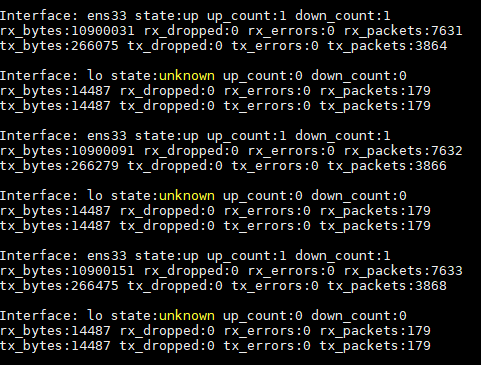 Interface: ens33 state:up up_count:1 down_count:1
rx_bytes:10900031 rx_dropped:0 rx_errors:0 rx_packets:7631
tx_bytes:266075 tx_dropped:0 tx_errors:0 tx_packets:3864
Interface: lo state:unknown up_count:0 down_count:0
rx_bytes:14487 rx_dropped:0 rx_errors:0 rx_packets:179
tx_bytes:14487 tx_dropped:0 tx_errors:0 tx_packets:179
Interface: ens33 state:up up_count:1 down_count:1
rx_bytes:10900091 rx_dropped:0 rx_errors:0 rx_packets:7632
tx_bytes:266279 tx_dropped:0 tx_errors:0 tx_packets:3866
Interface: lo state:unknown up_count:0 down_count:0
rx_bytes:14487 rx_dropped:0 rx_errors:0 rx_packets:179
tx_bytes:14487 tx_dropped:0 tx_errors:0 tx_packets:179
Interface: ens33 state:up up_count:1 down_count:1
rx_bytes:10900151 rx_dropped:0 rx_errors:0 rx_packets:7633
tx_bytes:266475 tx_dropped:0 tx_errors:0 tx_packets:3868
Interface: lo state:unknown up_count:0 down_count:0
rx_bytes:14487 rx_dropped:0 rx_errors:0 rx_packets:179
tx_bytes:14487 tx_dropped:0 tx_errors:0 tx_packets:179